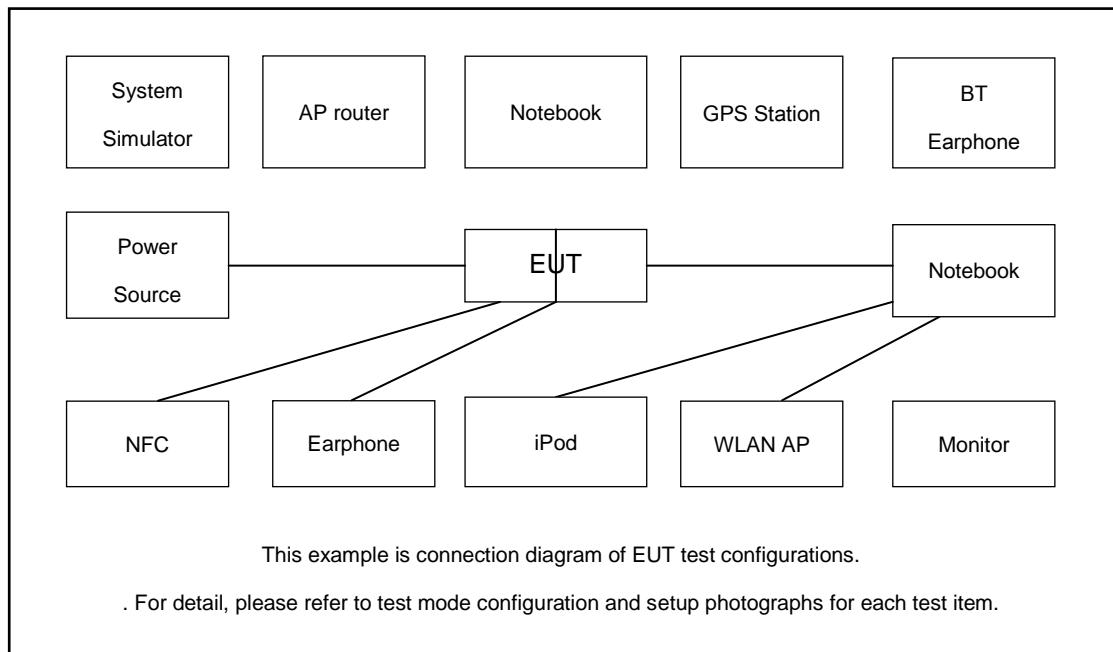 System
Simulator
AP router
Notebook
GPS Station
BT
Earphone
Power
Source
EUT
Notebook
NFC
Earphone
iPod
WLAN AP
Monitor
This example is connection diagram of EUT test configurations.
. For detail, please refer to test mode configuration and setup photographs for each test item.